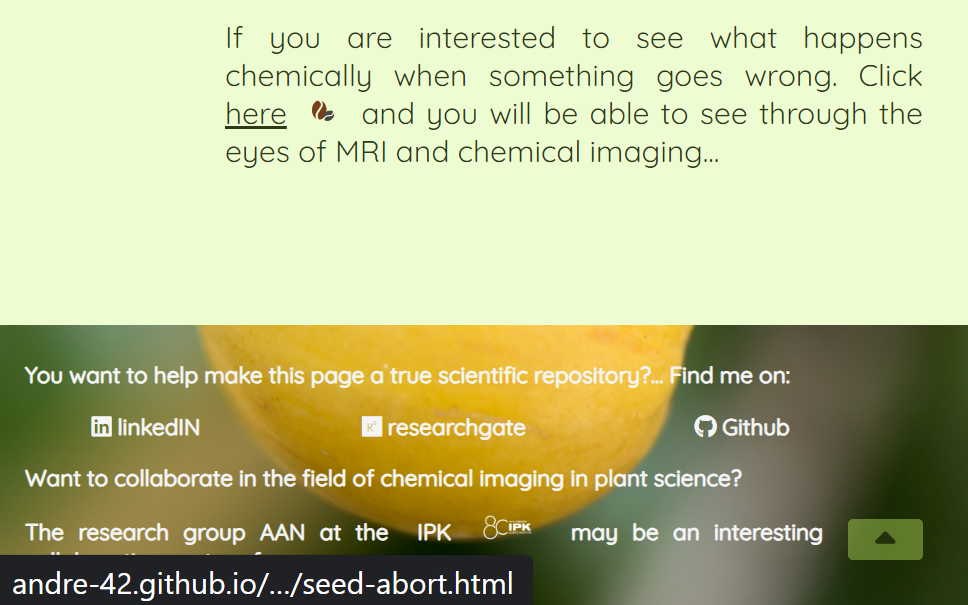 If you are interested to see what happens
chemically when something goes wrong. Click
here and you will be able to see through the
eyes of MRI and chemical imaging...
You want to help make this page a true scientific repository?... Find me on:
in linkedIN
R^G researchgate
Github
Want to collaborate in the field of chemical imaging in plant science?
The research group AAN at the IPK 80 IPK may be an interesting
andre-42.github.io/.../seed-abort.html